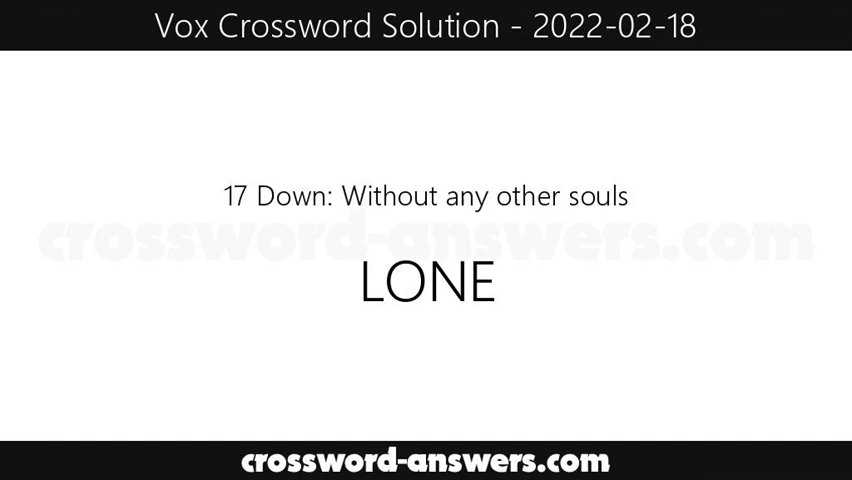 Vox Crossword Solution - 2022-02-18
17 Down: Without any other souls
crossword-answers.com
LONE
crossword-answers.com